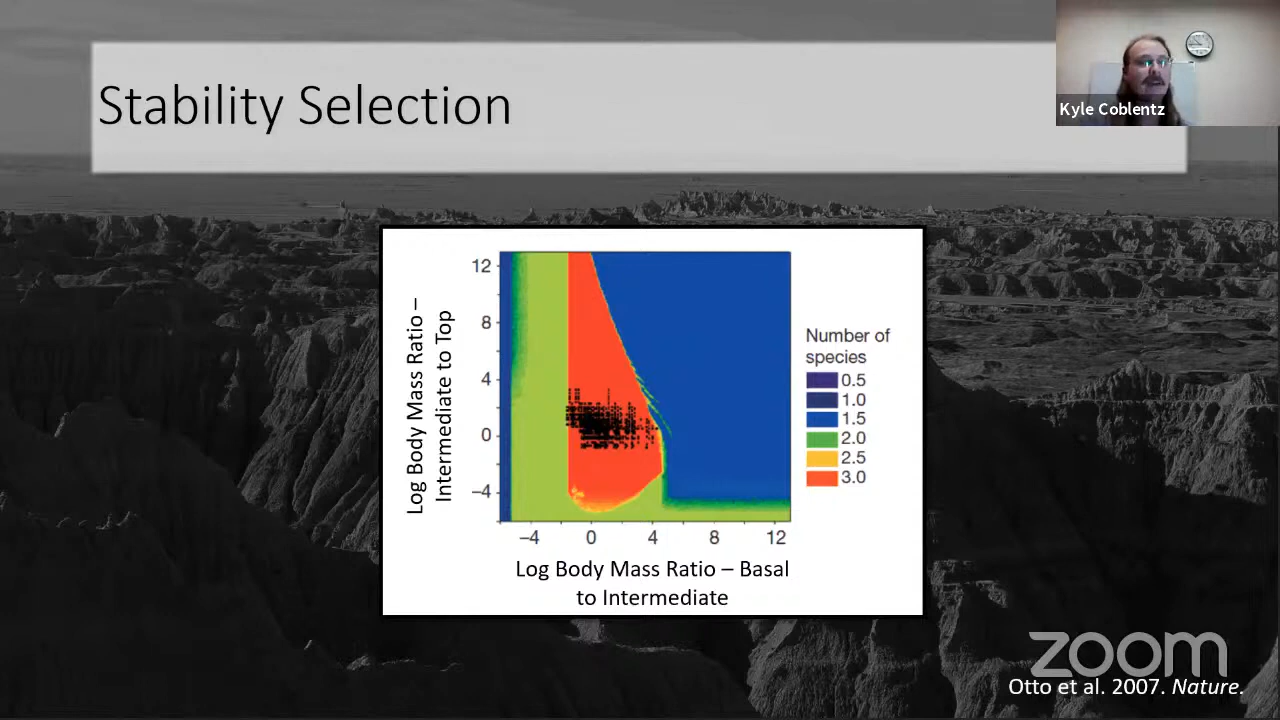 Stability Selection
Kyle Coblentz
Log Body Mass Ratio –
Intermediate to Top
12
8
4
0
−4
−4 0 4 8 12
Log Body Mass Ratio – Basal
to Intermediate
Number of
species
0.5
1.0
1.5
2.0
2.5
3.0
zoom
Otto et al. 2007. Nature.